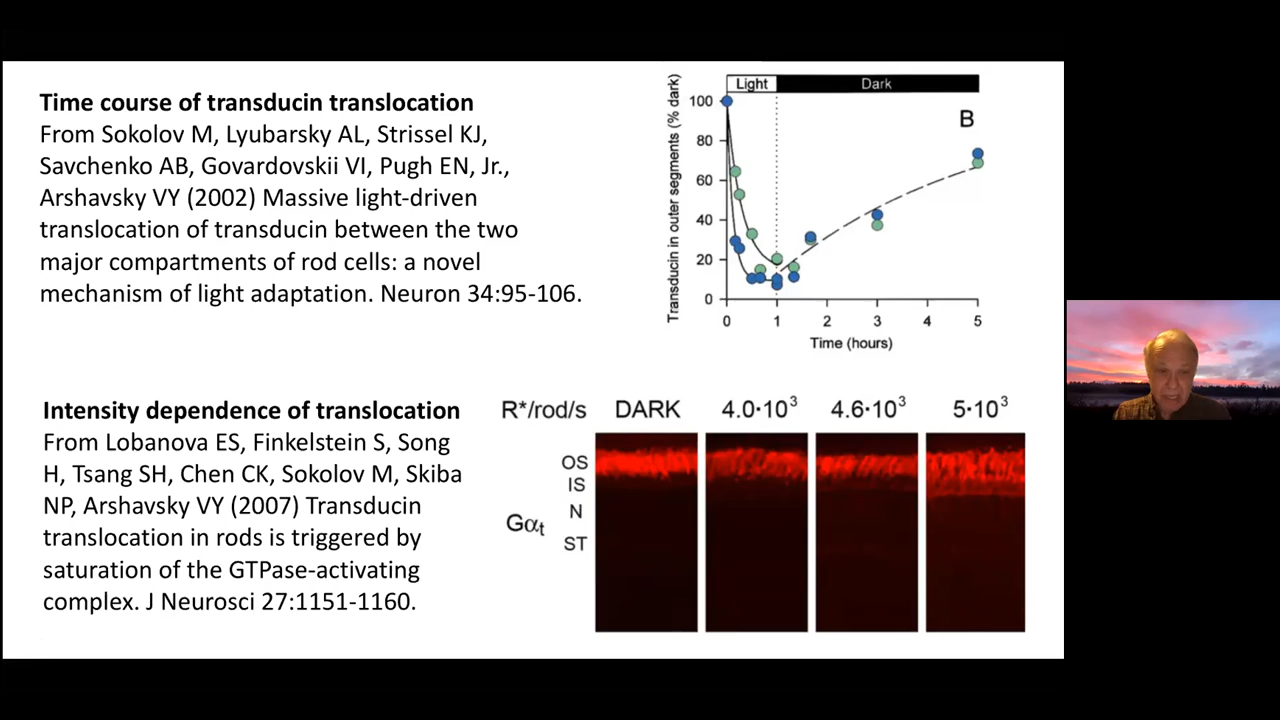 Time course of transducin translocation
From Sokolov M, Lyubarsky AL, Strissel KJ,
Savchenko AB, Govardovskii VI, Pugh EN, Jr.,
Arshavsky VY (2002) Massive light-driven
translocation of transducin between the two
major compartments of rod cells: a novel
mechanism of light adaptation. Neuron 34:95-106.
Light Dark
B
Transducin in outer segments (% dark)
100
80
60
40
20
0
0 1 2 3 4 5
Time (hours)
Intensity dependence of translocation
From Lobanova ES, Finkelstein S, Song
H, Tsang SH, Chen CK, Sokolov M, Skiba
NP, Arshavsky VY (2007) Transducin
translocation in rods is triggered by
saturation of the GTPase-activating
complex. J Neurosci 27:1151-1160.
R*/rod/s DARK 4.0·10³ 4.6·10³ 5·10³
OS
IS
N
Gαt
ST